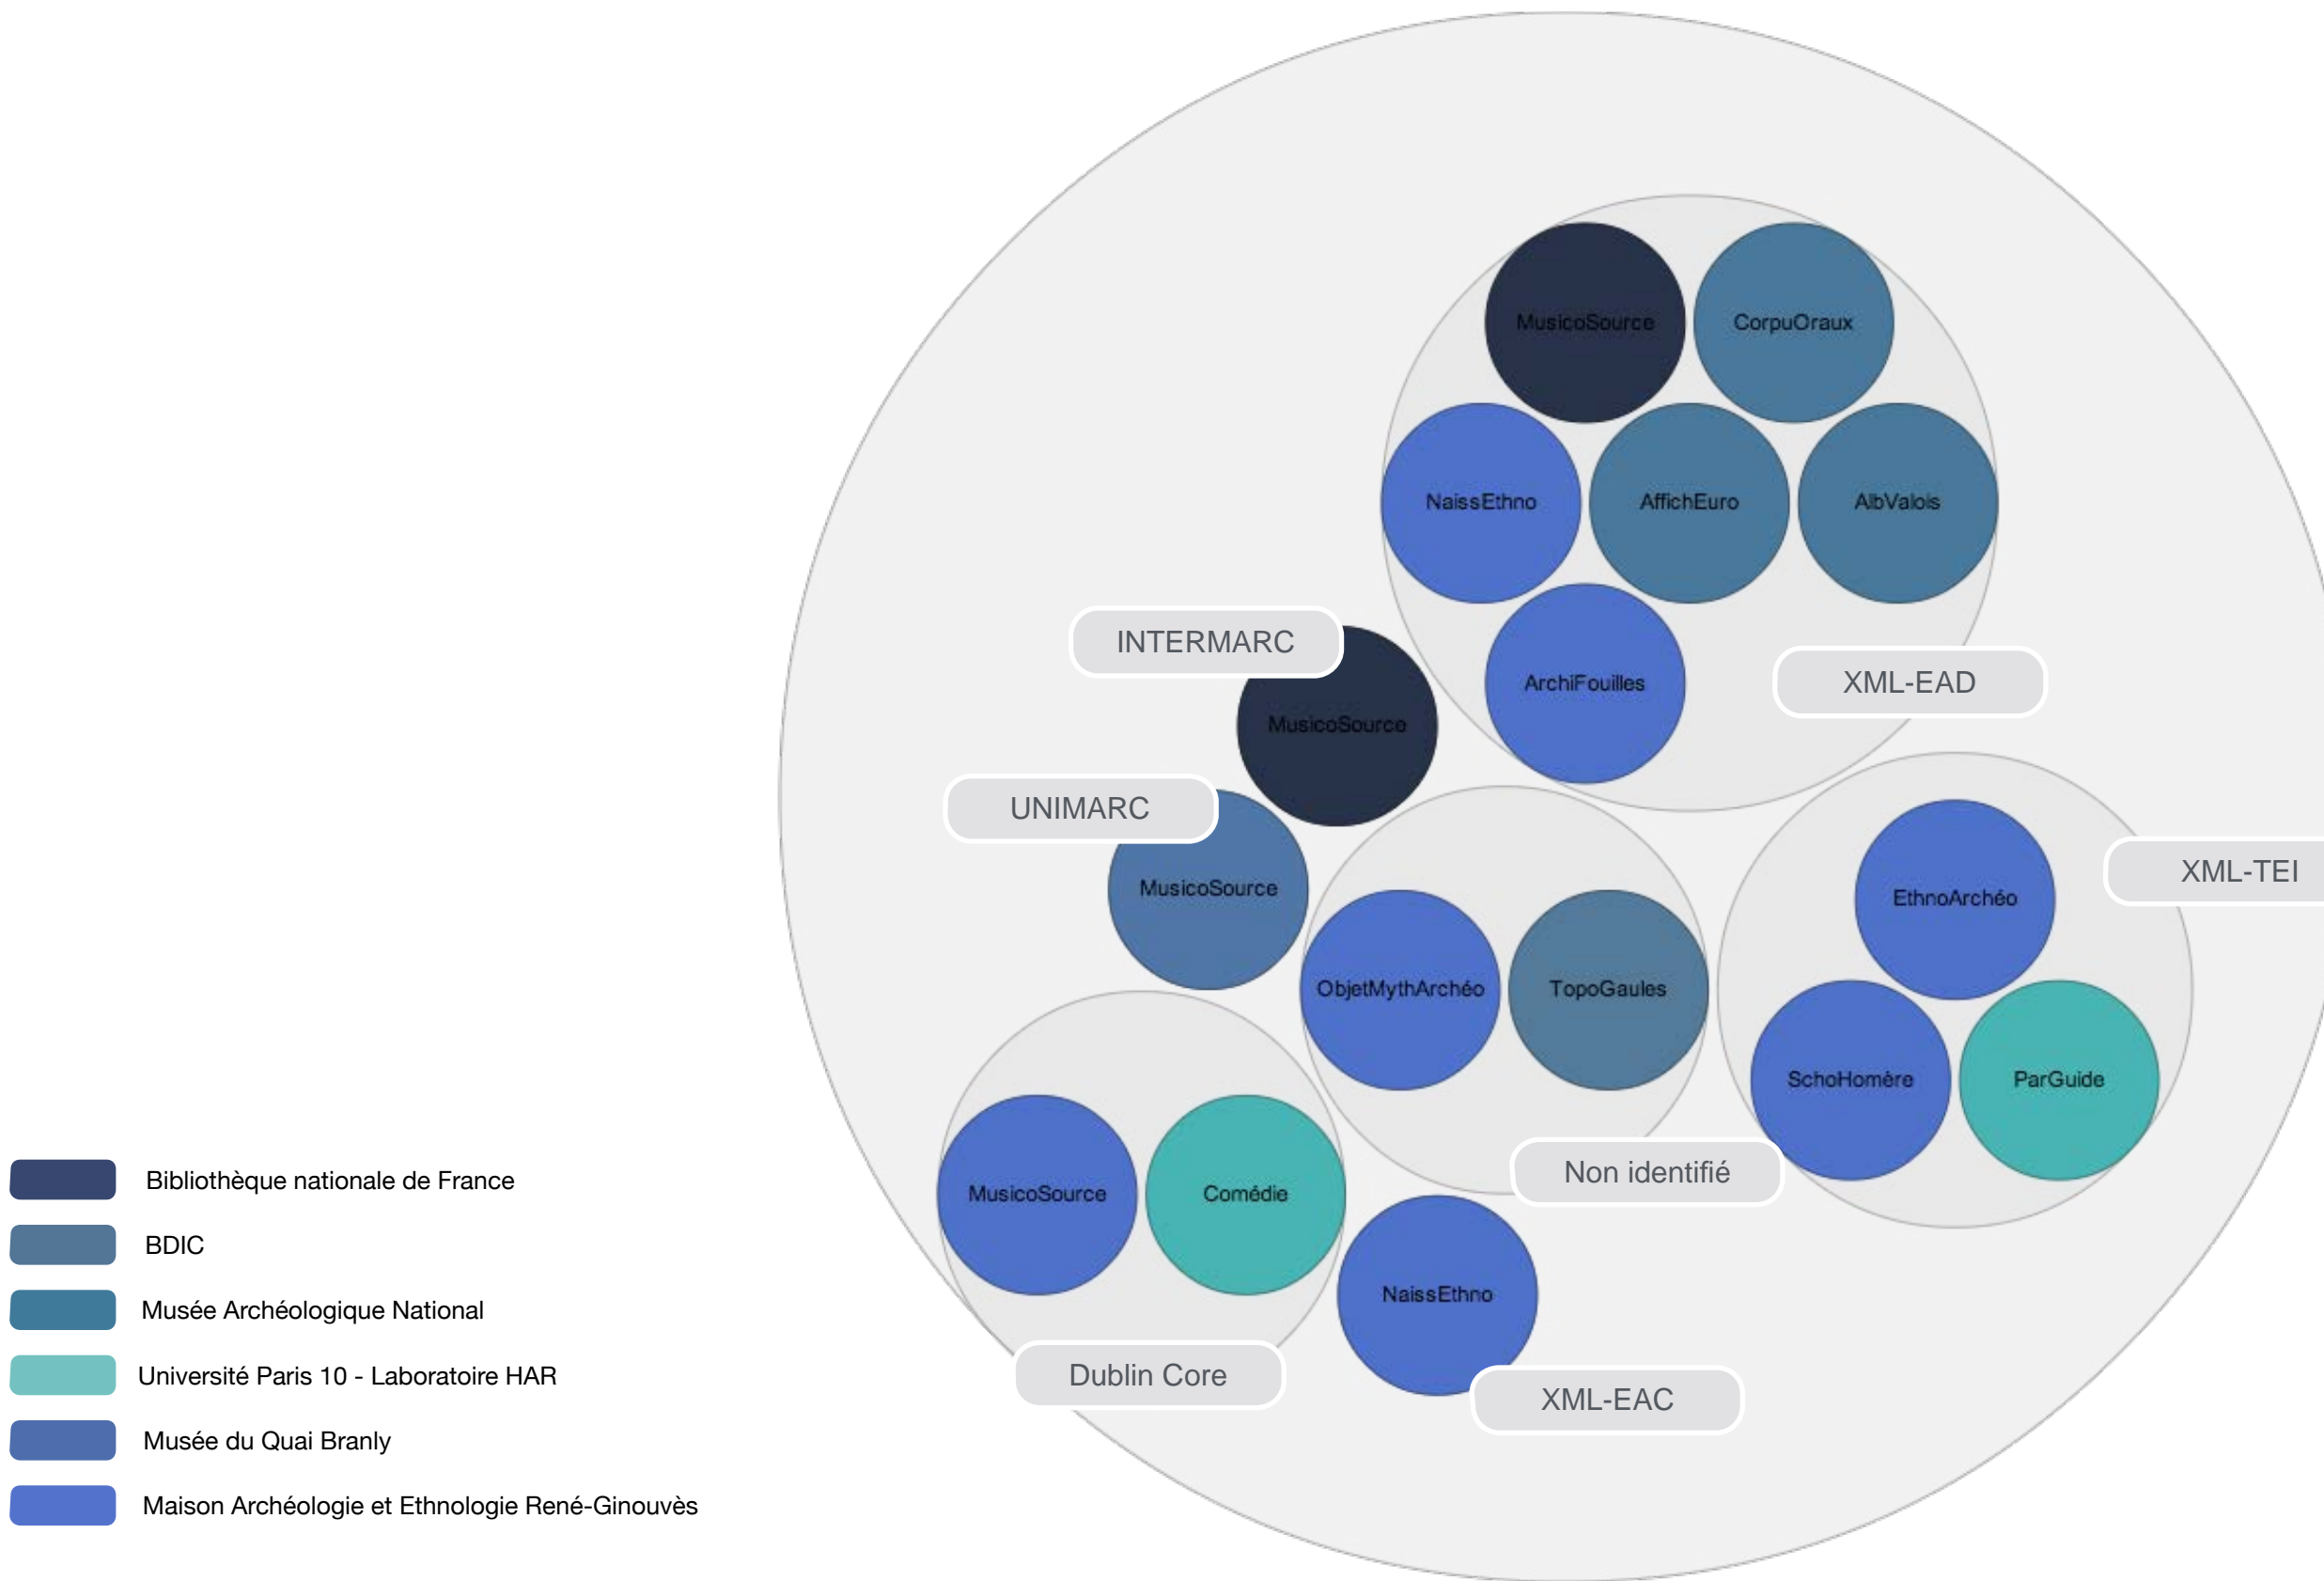 MusicoSource
CorpuOraux
NaissEthno
AffichEuro
AlbValois
ArchiFouilles
XML-EAD
INTERMARC
MusicoSource
UNIMARC
MusicoSource
ObjetMythArchéo
TopoGaules
Non identifié
EthnoArchéo
XML-TEI
SchoHomère
ParGuide
MusicoSource
Comédie
Dublin Core
NaissEthno
XML-EAC
Bibliothèque nationale de France
BDIC
Musée Archéologique National
Université Paris 10 - Laboratoire HAR
Musée du Quai Branly
Maison Archéologie et Ethnologie René-Ginouvès